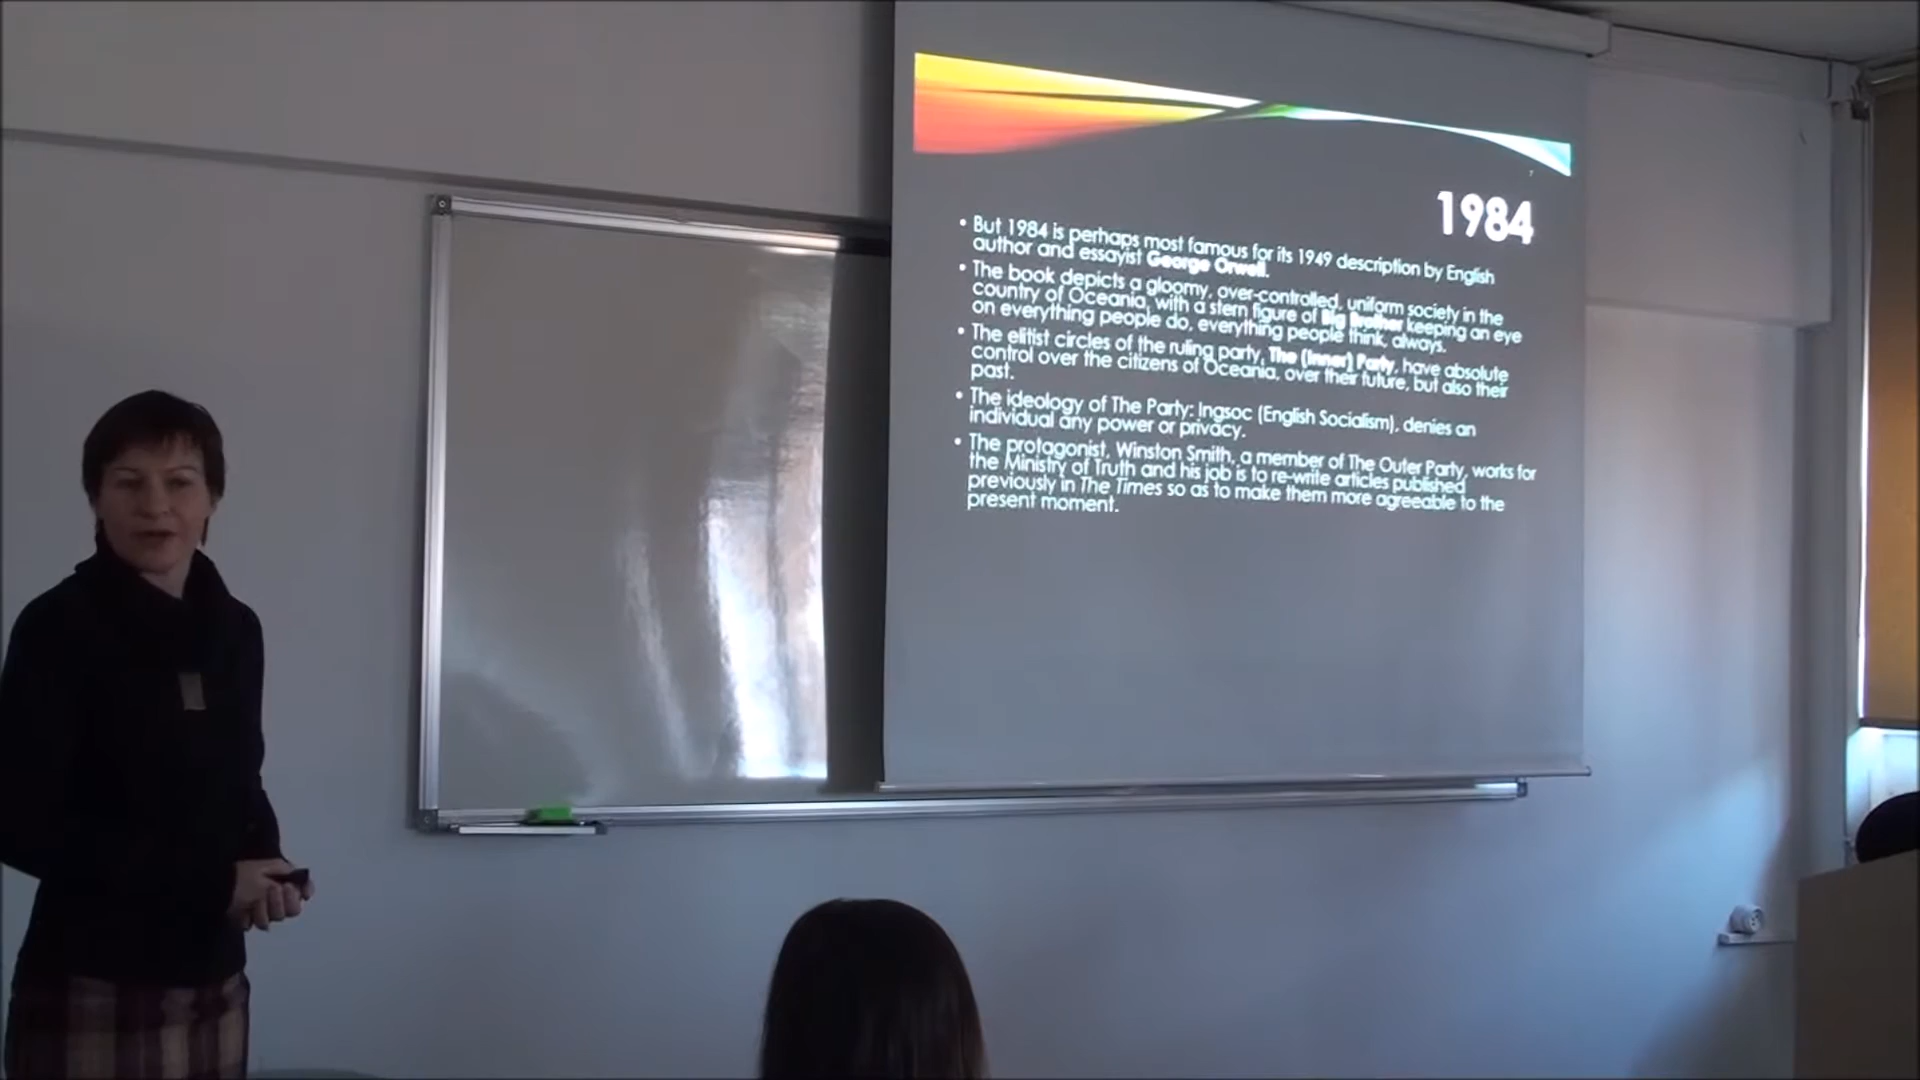 1984
• But 1984 is perhaps most famous for its 1949 description by English
author and essayist George Orwell.
• The book depicts a gloomy, over-controlled, uniform society in the
country of Oceania, with a stern figure of Big Brother keeping an eye
on everything people do, everything people think, always.
• The elitist circles of the ruling party, The (Inner) Party, have absolute
control over the citizens of Oceania, over their future, but also their
past.
• The ideology of The Party: Ingsoc (English Socialism), denies an
individual any power or privacy.
• The protagonist, Winston Smith, a member of The Outer Party, works for
the Ministry of Truth and his job is to re-write articles published
previously in The Times so as to make them more agreeable to the
present moment.